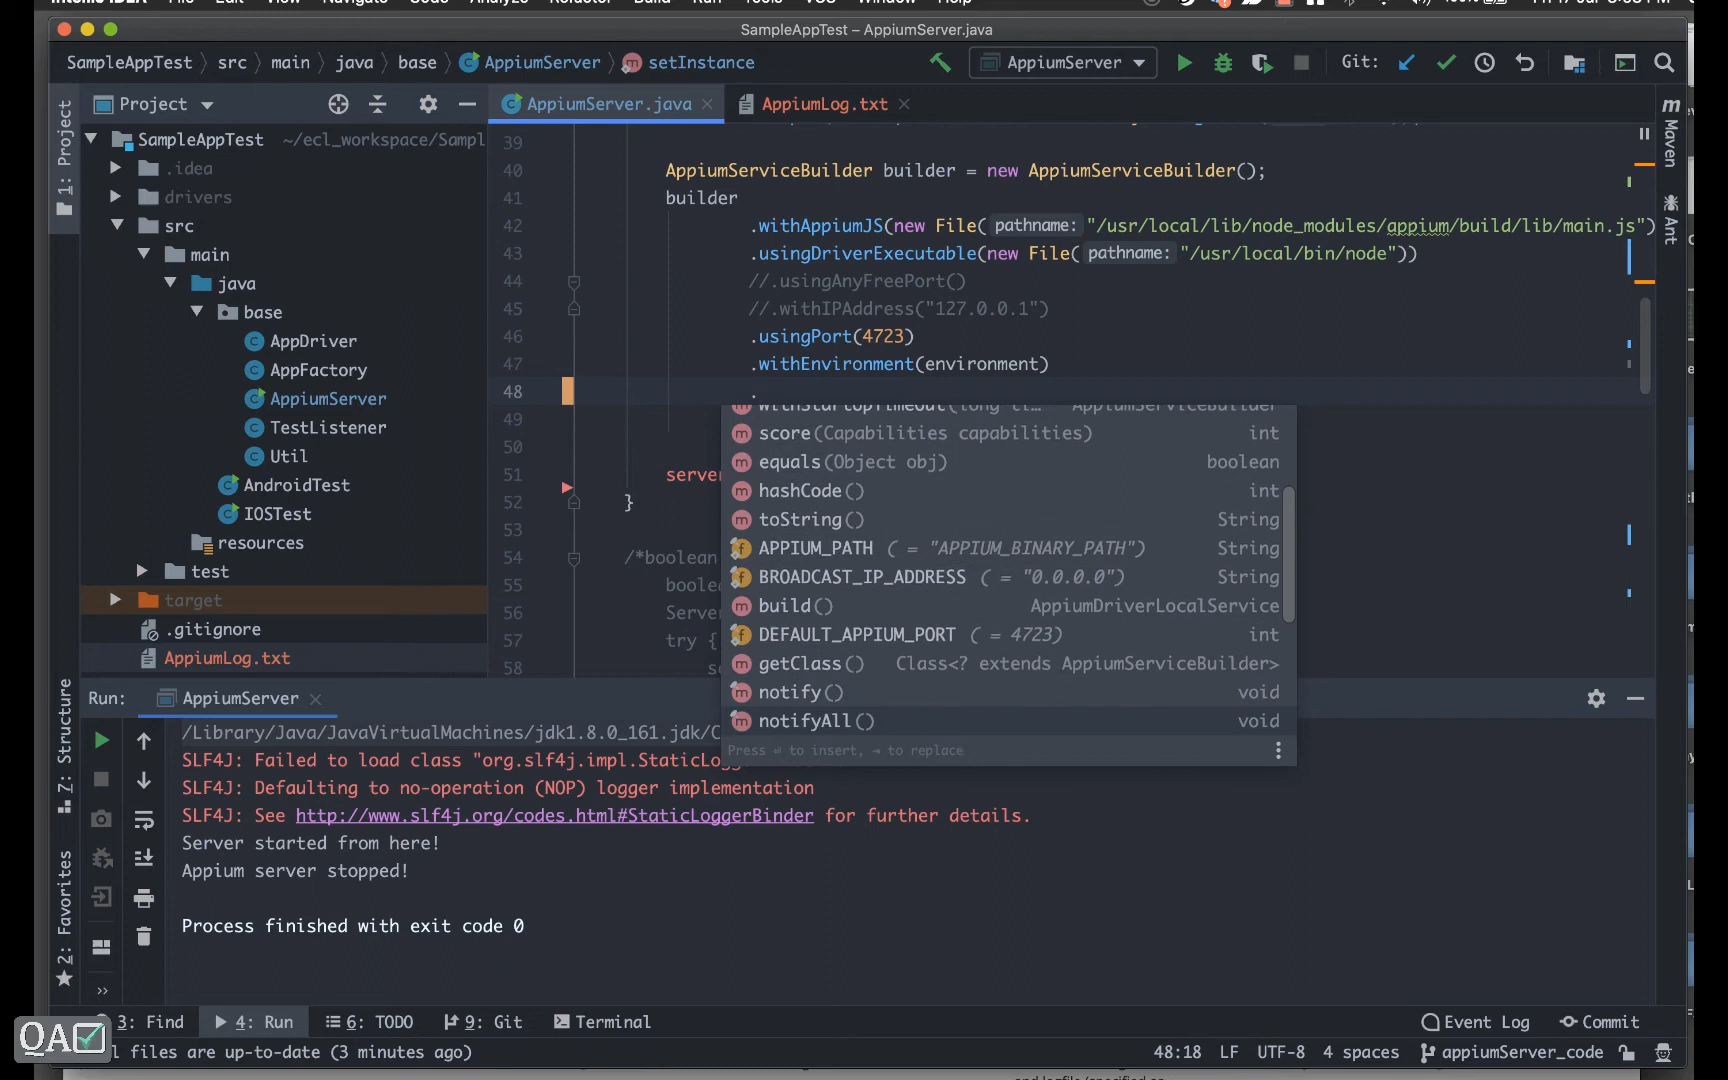 SampleAppTest – AppiumServer.java
SampleAppTest src main java base AppiumServer setInstance AppiumServer Git:
Project
AppiumServer.java
AppiumLog.txt
1: Project
SampleAppTest ~/ecl_workspace/Sampl
.idea
drivers
src
main
java
base
AppDriver
AppFactory
AppiumServer
TestListener
Util
AndroidTest
IOSTest
resources
test
target
.gitignore
AppiumLog.txt
39
40 AppiumServiceBuilder builder = new AppiumServiceBuilder();
41 builder
42 .withAppiumJS(new File( pathname: "/usr/local/lib/node_modules/appium/build/lib/main.js")
43 .usingDriverExecutable(new File( pathname: "/usr/local/bin/node"))
44 //.usingAnyFreePort()
45 //.withIPAddress("127.0.0.1")
46 .usingPort(4723)
47 .withEnvironment(environment)
48 .
49
50
51 server
52 }
53
54 /*boolean
55 boole
56 Serve
57 try {
58 so
withStartupTimeout(long ti… AppiumServiceBuilder
score(Capabilities capabilities) int
equals(Object obj) boolean
hashCode() int
toString() String
APPIUM_PATH ( = "APPIUM_BINARY_PATH") String
BROADCAST_IP_ADDRESS ( = "0.0.0.0") String
build() AppiumDriverLocalService
DEFAULT_APPIUM_PORT ( = 4723) int
getClass() Class<? extends AppiumServiceBuilder>
notify() void
notifyAll() void
Press ⏎ to insert, ⇥ to replace
Maven
Ant
7: Structure
2: Favorites
Run: AppiumServer
/Library/Java/JavaVirtualMachines/jdk1.8.0_161.jdk/C
SLF4J: Failed to load class "org.slf4j.impl.StaticLogg
SLF4J: Defaulting to no-operation (NOP) logger implementation
SLF4J: See http://www.slf4j.org/codes.html#StaticLoggerBinder for further details.
Server started from here!
Appium server stopped!
Process finished with exit code 0
3: Find 4: Run 6: TODO 9: Git Terminal Event Log Commit
QA
l files are up-to-date (3 minutes ago) 48:18 LF UTF-8 4 spaces appiumServer_code